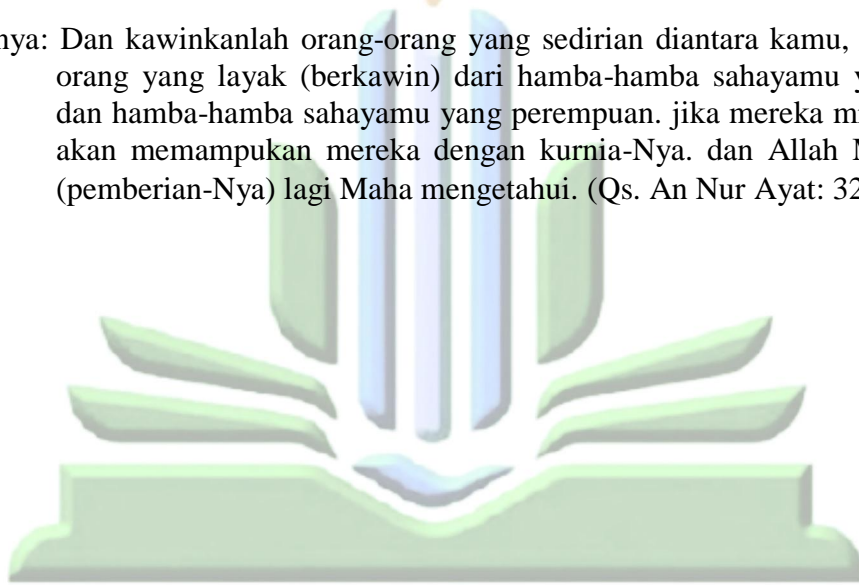 nya: Dan kawinkanlah orang-orang yang sedirian diantara kamu,
orang yang layak (berkawin) dari hamba-hamba sahayamu
dan hamba-hamba sahayamu yang perempuan. jika mereka
akan memampukan mereka dengan kurnia-Nya. dan Allah
(pemberian-Nya) lagi Maha mengetahui. (Qs. An Nur Ayat: 32